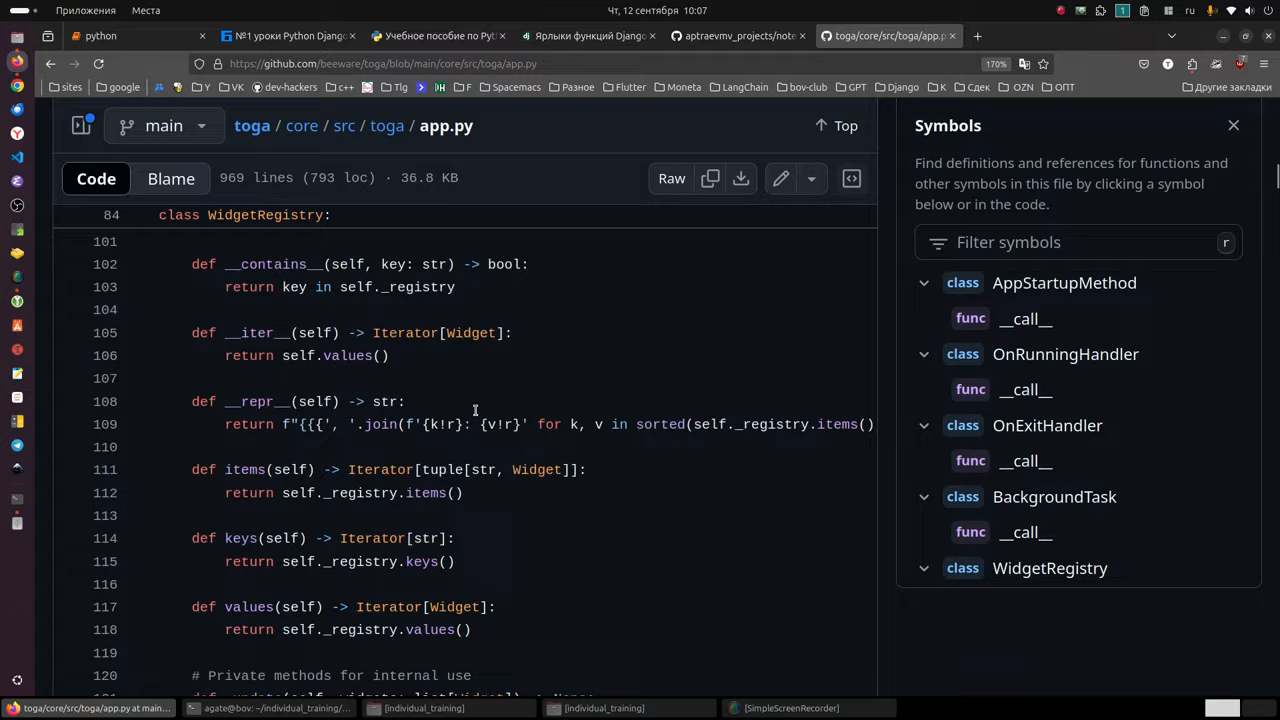 Приложения Места Чт, 12 сентября 10:07 1 ru
python №1 уроки Python Django Учебное пособие по Pyth Ярлыки функций Django aptraevmv_projects/note toga/core/src/toga/app.p
https://github.com/beeware/toga/blob/main/core/src/toga/app.py 170%
sites google Y VK dev-hackers c++ Tlg F Spacemacs Разное Flutter Moneta LangChain bov-club GPT Django K Сдек OZN ОПТ Другие закладки
main toga / core / src / toga / app.py Top
Code Blame 969 lines (793 loc) · 36.8 KB Raw
84 class WidgetRegistry:
101
102 def __contains__(self, key: str) -> bool:
103 return key in self._registry
104
105 def __iter__(self) -> Iterator[Widget]:
106 return self.values()
107
108 def __repr__(self) -> str:
109 return f"{{{', '.join(f'{k!r}: {v!r}' for k, v in sorted(self._registry.items()
110
111 def items(self) -> Iterator[tuple[str, Widget]]:
112 return self._registry.items()
113
114 def keys(self) -> Iterator[str]:
115 return self._registry.keys()
116
117 def values(self) -> Iterator[Widget]:
118 return self._registry.values()
119
120 # Private methods for internal use
Symbols
Find definitions and references for functions and
other symbols in this file by clicking a symbol
below or in the code.
Filter symbols r
class AppStartupMethod
func __call__
class OnRunningHandler
func __call__
class OnExitHandler
func __call__
class BackgroundTask
func __call__
class WidgetRegistry
toga/core/src/toga/app.py at main... agate@bov: ~/individual_training/... [individual_training] [individual_training] [SimpleScreenRecorder]